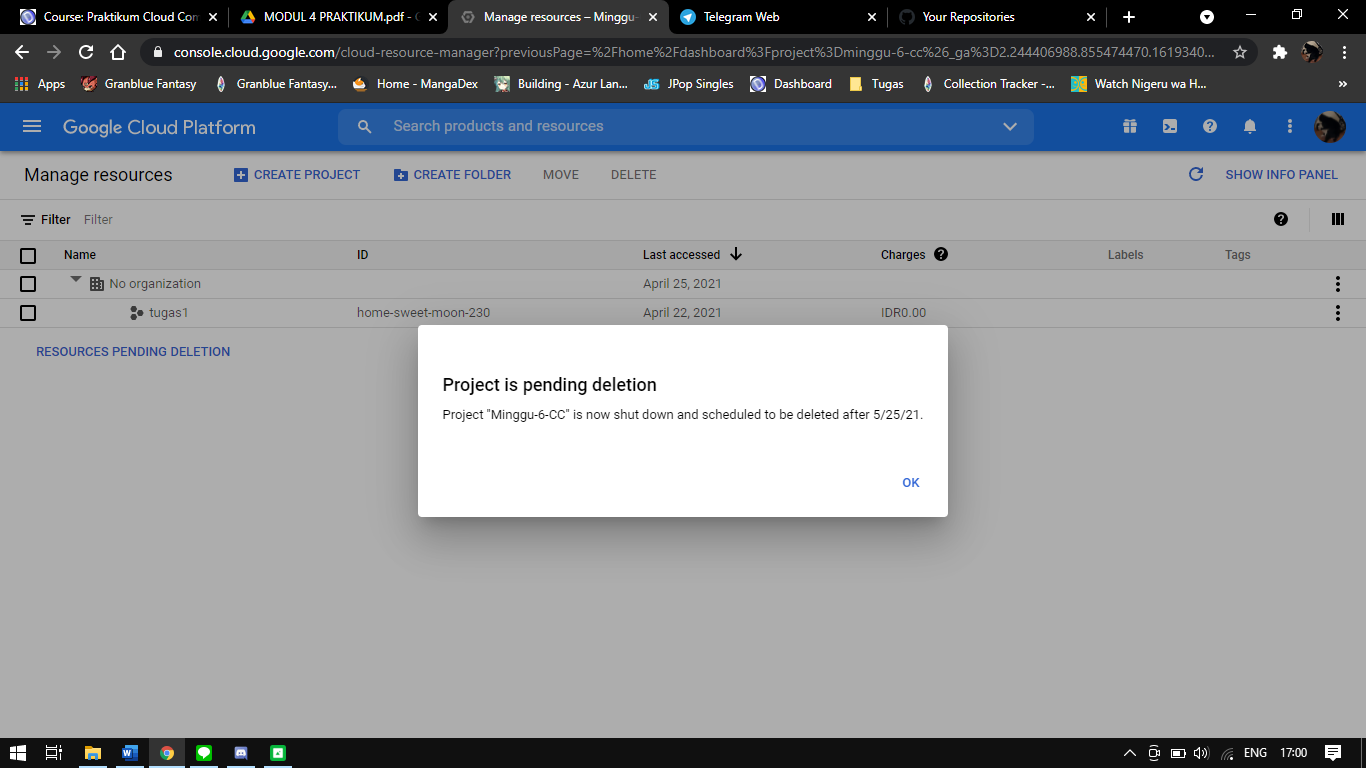 Course: Praktikum Cloud Com
MODUL 4 PRAKTIKUM.pdf - G
Manage resources – Minggu-
Telegram Web
Your Repositories
console.cloud.google.com/cloud-resource-manager?previousPage=%2Fhome%2Fdashboard%3Fproject%3Dminggu-6-cc%26_ga%3D2.244406988.855474470.1619340...
Apps
Granblue Fantasy
Granblue Fantasy...
Home - MangaDex
Building - Azur Lan...
JPop Singles
Dashboard
Tugas
Collection Tracker -...
Watch Nigeru wa H...
»
Google Cloud Platform
Search products and resources
Manage resources
CREATE PROJECT
CREATE FOLDER
MOVE
DELETE
SHOW INFO PANEL
Filter Filter
Name ID Last accessed Charges Labels Tags
No organization April 25, 2021
tugas1 home-sweet-moon-230 April 22, 2021 IDR0.00
RESOURCES PENDING DELETION
Project is pending deletion
Project "Minggu-6-CC" is now shut down and scheduled to be deleted after 5/25/21.
OK
ENG 17:00